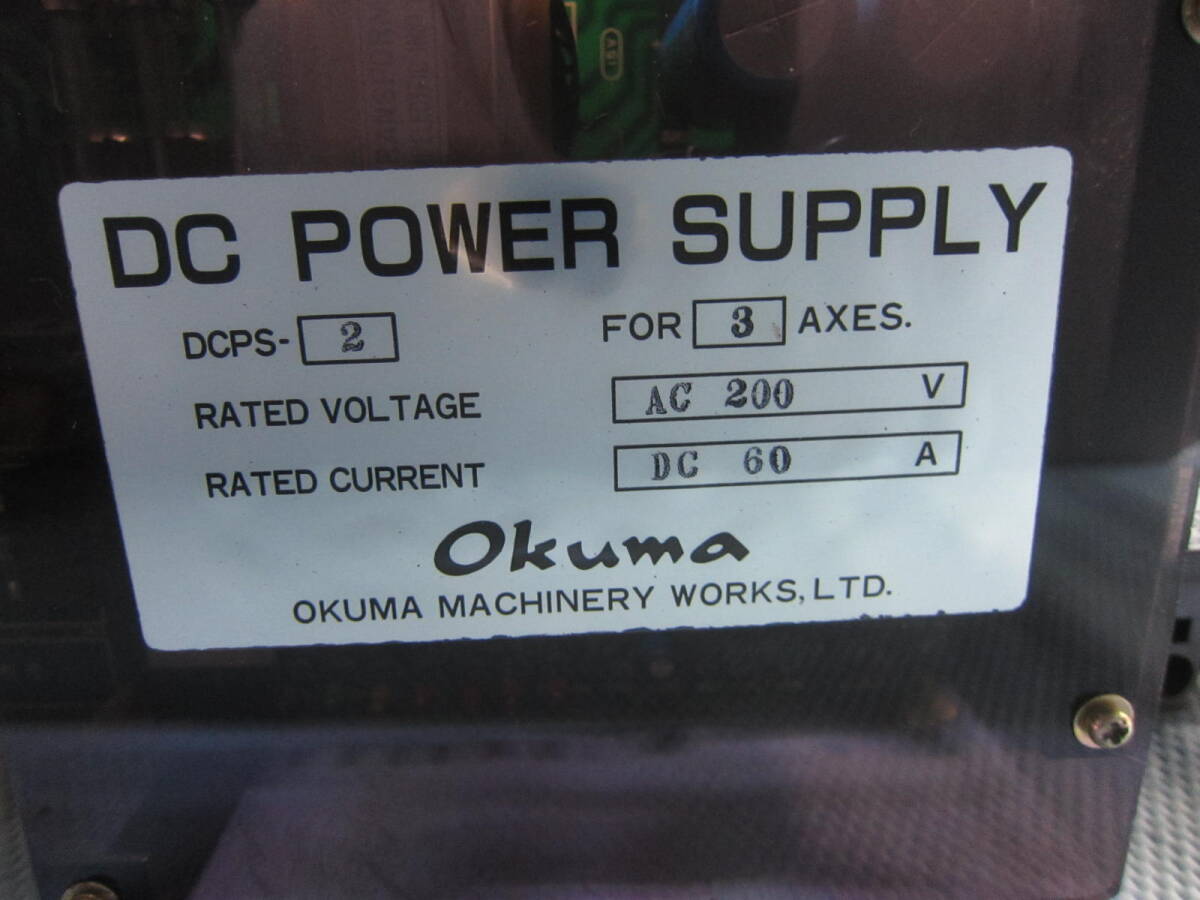 DC POWER SUPPLY
DCPS- 2 FOR 3 AXES.
RATED VOLTAGE AC 200 V
RATED CURRENT DC 60 A
Okuma
OKUMA MACHINERY WORKS, LTD.